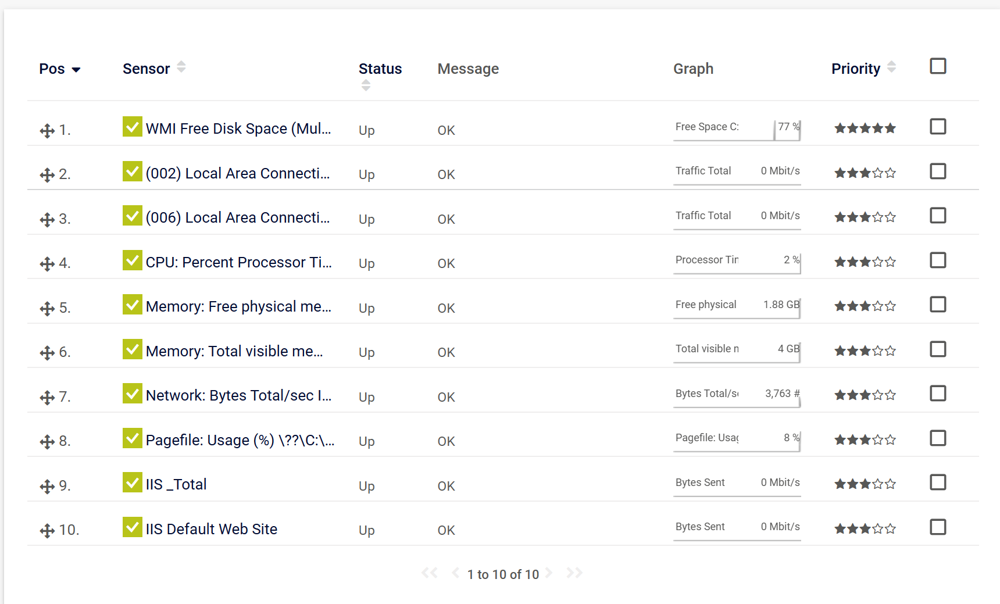 Pos Sensor Status Message Graph Priority
1. WMI Free Disk Space (Mul... Up OK Free Space C: 77 %
2. (002) Local Area Connecti... Up OK Traffic Total 0 Mbit/s
3. (006) Local Area Connecti... Up OK Traffic Total 0 Mbit/s
4. CPU: Percent Processor Ti... Up OK Processor Tin 2 %
5. Memory: Free physical me... Up OK Free physical 1.88 GB
6. Memory: Total visible me... Up OK Total visible n 4 GB
7. Network: Bytes Total/sec I... Up OK Bytes Total/se 3,763 #
8. Pagefile: Usage (%) \??\C:\... Up OK Pagefile: Usag 8 %
9. IIS _Total Up OK Bytes Sent 0 Mbit/s
10. IIS Default Web Site Up OK Bytes Sent 0 Mbit/s
1 to 10 of 10